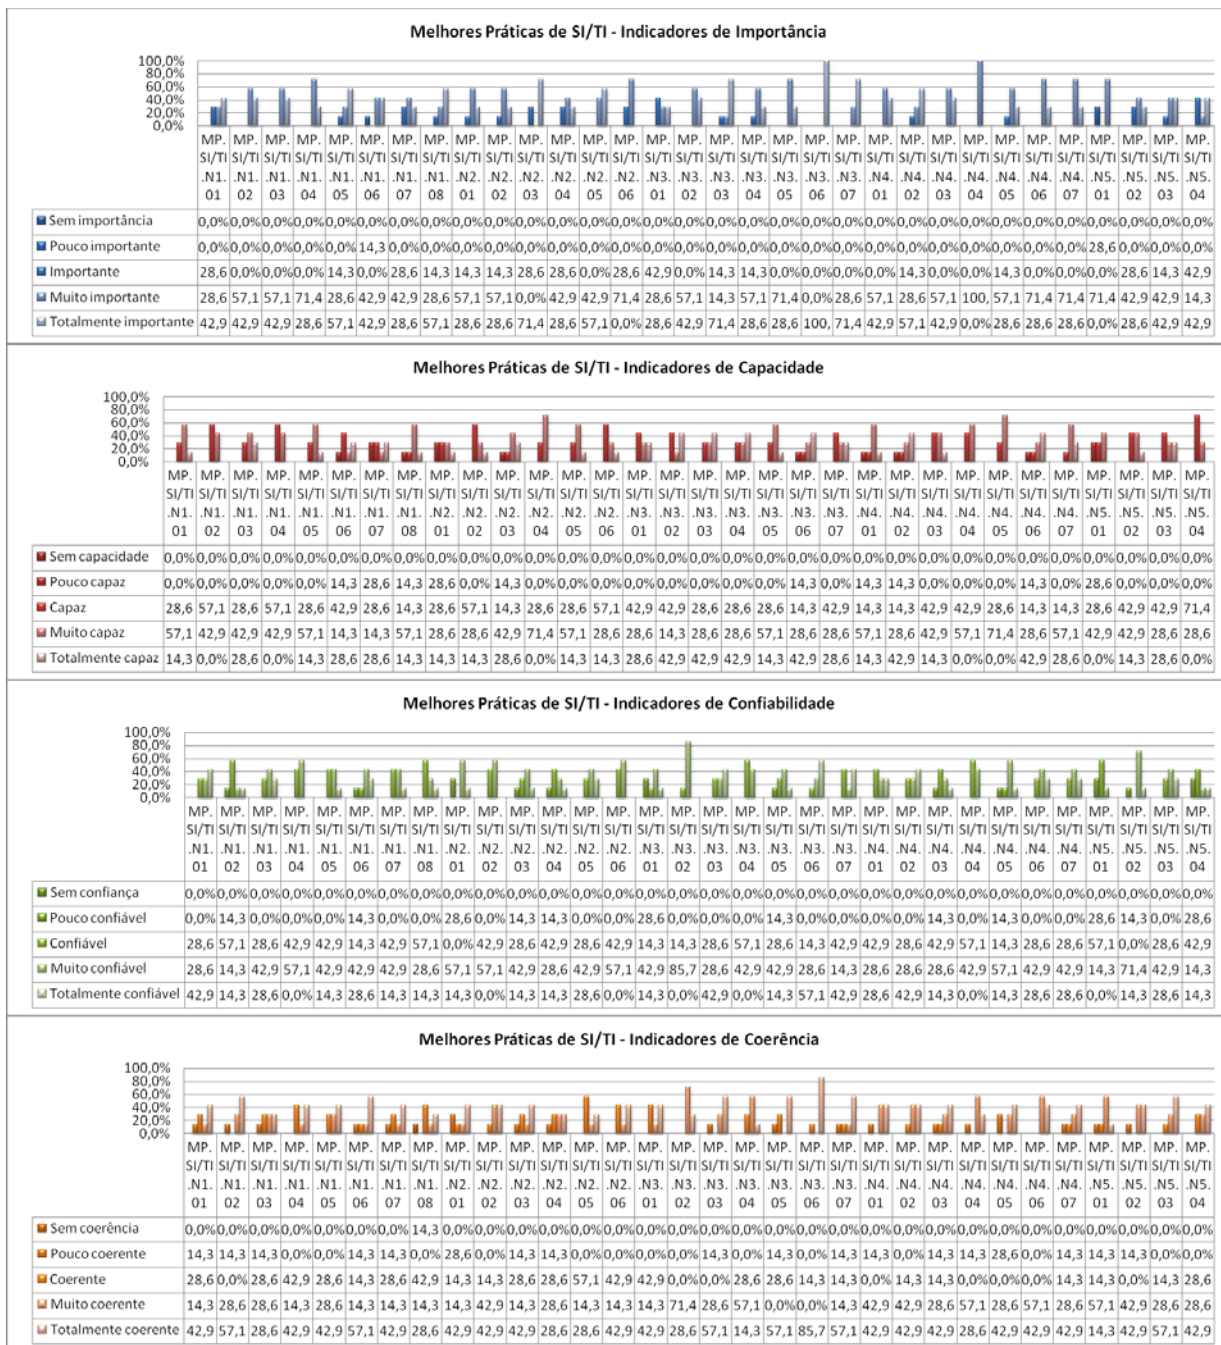 Melhores Práticas de SI/TI - Indicadores de Importância
100,0%
80,0%
60,0%
40,0%
20,0%
0,0%
MP. MP. MP. MP. MP. MP. MP. MP. MP. MP. MP. MP. MP. MP. MP. MP. MP. MP. MP. MP. MP. MP. MP. MP. MP. MP. MP. MP. MP. MP. MP. MP.
SI/TI SI/TI SI/TI SI/TI SI/TI SI/TI SI/TI SI/TI SI/TI SI/TI SI/TI SI/TI SI/TI SI/TI SI/TI SI/TI SI/TI SI/TI SI/TI SI/TI SI/TI SI/TI SI/TI SI/TI SI/TI SI/TI SI/TI SI/TI SI/TI SI/TI SI/TI SI/TI
.N1. .N1. .N1. .N1. .N1. .N1. .N1. .N1. .N2. .N2. .N2. .N2. .N2. .N2. .N3. .N3. .N3. .N3. .N3. .N3. .N3. .N4. .N4. .N4. .N4. .N4. .N4. .N4. .N5. .N5. .N5. .N5.
01 02 03 04 05 06 07 08 01 02 03 04 05 06 01 02 03 04 05 06 07 01 02 03 04 05 06 07 01 02 03 04
Sem importância 0,0% 0,0% 0,0% 0,0% 0,0% 0,0% 0,0% 0,0% 0,0% 0,0% 0,0% 0,0% 0,0% 0,0% 0,0% 0,0% 0,0% 0,0% 0,0% 0,0% 0,0% 0,0% 0,0% 0,0% 0,0% 0,0% 0,0% 0,0% 0,0% 0,0% 0,0% 0,0%
Pouco importante 0,0% 0,0% 0,0% 0,0% 0,0% 14,3 0,0% 0,0% 0,0% 0,0% 0,0% 0,0% 0,0% 0,0% 0,0% 0,0% 0,0% 0,0% 0,0% 0,0% 0,0% 0,0% 0,0% 0,0% 0,0% 0,0% 0,0% 0,0% 28,6 0,0% 0,0% 0,0%
Importante 28,6 0,0% 0,0% 0,0% 14,3 0,0% 28,6 14,3 14,3 14,3 28,6 28,6 0,0% 28,6 42,9 0,0% 14,3 14,3 0,0% 0,0% 0,0% 0,0% 14,3 0,0% 0,0% 14,3 0,0% 0,0% 0,0% 28,6 14,3 42,9
Muito importante 28,6 57,1 57,1 71,4 28,6 42,9 42,9 28,6 57,1 57,1 0,0% 42,9 42,9 71,4 28,6 57,1 14,3 57,1 71,4 0,0% 28,6 57,1 28,6 57,1 100, 57,1 71,4 71,4 71,4 42,9 42,9 14,3
Totalmente importante 42,9 42,9 42,9 28,6 57,1 42,9 28,6 57,1 28,6 28,6 71,4 28,6 57,1 0,0% 28,6 42,9 71,4 28,6 28,6 100, 71,4 42,9 57,1 42,9 0,0% 28,6 28,6 28,6 0,0% 28,6 42,9 42,9
Melhores Práticas de SI/TI - Indicadores de Capacidade
100,0%
80,0%
60,0%
40,0%
20,0%
0,0%
MP. MP. MP. MP. MP. MP. MP. MP. MP. MP. MP. MP. MP. MP. MP. MP. MP. MP. MP. MP. MP. MP. MP. MP. MP. MP. MP. MP. MP. MP. MP. MP.
SI/TI SI/TI SI/TI SI/TI SI/TI SI/TI SI/TI SI/TI SI/TI SI/TI SI/TI SI/TI SI/TI SI/TI SI/TI SI/TI SI/TI SI/TI SI/TI SI/TI SI/TI SI/TI SI/TI SI/TI SI/TI SI/TI SI/TI SI/TI SI/TI SI/TI SI/TI SI/TI
.N1. .N1. .N1. .N1. .N1. .N1. .N1. .N1. .N2. .N2. .N2. .N2. .N2. .N2. .N3. .N3. .N3. .N3. .N3. .N3. .N3. .N4. .N4. .N4. .N4. .N4. .N4. .N4. .N5. .N5. .N5. .N5.
01 02 03 04 05 06 07 08 01 02 03 04 05 06 01 02 03 04 05 06 07 01 02 03 04 05 06 07 01 02 03 04
Sem capacidade 0,0% 0,0% 0,0% 0,0% 0,0% 0,0% 0,0% 0,0% 0,0% 0,0% 0,0% 0,0% 0,0% 0,0% 0,0% 0,0% 0,0% 0,0% 0,0% 0,0% 0,0% 0,0% 0,0% 0,0% 0,0% 0,0% 0,0% 0,0% 0,0% 0,0% 0,0% 0,0%
Pouco capaz 0,0% 0,0% 0,0% 0,0% 0,0% 14,3 28,6 14,3 28,6 0,0% 14,3 0,0% 0,0% 0,0% 0,0% 0,0% 0,0% 0,0% 0,0% 14,3 0,0% 14,3 14,3 0,0% 0,0% 0,0% 14,3 0,0% 28,6 0,0% 0,0% 0,0%
Capaz 28,6 57,1 28,6 57,1 28,6 42,9 28,6 14,3 28,6 57,1 14,3 28,6 28,6 57,1 42,9 42,9 28,6 28,6 28,6 14,3 42,9 14,3 14,3 42,9 42,9 28,6 14,3 14,3 28,6 42,9 42,9 71,4
Muito capaz 57,1 42,9 42,9 42,9 57,1 14,3 14,3 57,1 28,6 28,6 42,9 71,4 57,1 28,6 28,6 14,3 28,6 28,6 57,1 28,6 28,6 57,1 28,6 42,9 57,1 71,4 28,6 57,1 42,9 42,9 28,6 28,6
Totalmente capaz 14,3 0,0% 28,6 0,0% 14,3 28,6 28,6 14,3 14,3 14,3 28,6 0,0% 14,3 14,3 28,6 42,9 42,9 42,9 14,3 42,9 28,6 14,3 42,9 14,3 0,0% 0,0% 42,9 28,6 0,0% 14,3 28,6 0,0%
Melhores Práticas de SI/TI - Indicadores de Confiabilidade
100,0%
80,0%
60,0%
40,0%
20,0%
0,0%
MP. MP. MP. MP. MP. MP. MP. MP. MP. MP. MP. MP. MP. MP. MP. MP. MP. MP. MP. MP. MP. MP. MP. MP. MP. MP. MP. MP. MP. MP. MP. MP.
SI/TI SI/TI SI/TI SI/TI SI/TI SI/TI SI/TI SI/TI SI/TI SI/TI SI/TI SI/TI SI/TI SI/TI SI/TI SI/TI SI/TI SI/TI SI/TI SI/TI SI/TI SI/TI SI/TI SI/TI SI/TI SI/TI SI/TI SI/TI SI/TI SI/TI SI/TI SI/TI
.N1. .N1. .N1. .N1. .N1. .N1. .N1. .N1. .N2. .N2. .N2. .N2. .N2. .N2. .N3. .N3. .N3. .N3. .N3. .N3. .N3. .N4. .N4. .N4. .N4. .N4. .N4. .N4. .N5. .N5. .N5. .N5.
01 02 03 04 05 06 07 08 01 02 03 04 05 06 01 02 03 04 05 06 07 01 02 03 04 05 06 07 01 02 03 04
Sem confiança 0,0% 0,0% 0,0% 0,0% 0,0% 0,0% 0,0% 0,0% 0,0% 0,0% 0,0% 0,0% 0,0% 0,0% 0,0% 0,0% 0,0% 0,0% 0,0% 0,0% 0,0% 0,0% 0,0% 0,0% 0,0% 0,0% 0,0% 0,0% 0,0% 0,0% 0,0% 0,0%
Pouco confiável 0,0% 14,3 0,0% 0,0% 0,0% 14,3 0,0% 0,0% 28,6 0,0% 14,3 14,3 0,0% 0,0% 28,6 0,0% 0,0% 0,0% 14,3 0,0% 0,0% 0,0% 0,0% 14,3 0,0% 14,3 0,0% 0,0% 28,6 14,3 0,0% 28,6
Confiável 28,6 57,1 28,6 42,9 42,9 14,3 42,9 57,1 0,0% 42,9 28,6 42,9 28,6 42,9 14,3 14,3 28,6 57,1 28,6 14,3 42,9 42,9 28,6 42,9 57,1 14,3 28,6 28,6 57,1 0,0% 28,6 42,9
Muito confiável 28,6 14,3 42,9 57,1 42,9 42,9 42,9 28,6 57,1 57,1 42,9 28,6 42,9 57,1 42,9 85,7 28,6 42,9 42,9 28,6 14,3 28,6 28,6 28,6 42,9 57,1 42,9 42,9 14,3 71,4 42,9 14,3
Totalmente confiável 42,9 14,3 28,6 0,0% 14,3 28,6 14,3 14,3 14,3 0,0% 14,3 14,3 28,6 0,0% 14,3 0,0% 42,9 0,0% 14,3 57,1 42,9 28,6 42,9 14,3 0,0% 14,3 28,6 28,6 0,0% 14,3 28,6 14,3
Melhores Práticas de SI/TI - Indicadores de Coerência
100,0%
80,0%
60,0%
40,0%
20,0%
0,0%
MP. MP. MP. MP. MP. MP. MP. MP. MP. MP. MP. MP. MP. MP. MP. MP. MP. MP. MP. MP. MP. MP. MP. MP. MP. MP. MP. MP. MP. MP. MP. MP.
SI/TI SI/TI SI/TI SI/TI SI/TI SI/TI SI/TI SI/TI SI/TI SI/TI SI/TI SI/TI SI/TI SI/TI SI/TI SI/TI SI/TI SI/TI SI/TI SI/TI SI/TI SI/TI SI/TI SI/TI SI/TI SI/TI SI/TI SI/TI SI/TI SI/TI SI/TI SI/TI
.N1. .N1. .N1. .N1. .N1. .N1. .N1. .N1. .N2. .N2. .N2. .N2. .N2. .N2. .N3. .N3. .N3. .N3. .N3. .N3. .N3. .N4. .N4. .N4. .N4. .N4. .N4. .N4. .N5. .N5. .N5. .N5.
01 02 03 04 05 06 07 08 01 02 03 04 05 06 01 02 03 04 05 06 07 01 02 03 04 05 06 07 01 02 03 04
Sem coerência 0,0% 0,0% 0,0% 0,0% 0,0% 0,0% 0,0% 14,3 0,0% 0,0% 0,0% 0,0% 0,0% 0,0% 0,0% 0,0% 0,0% 0,0% 0,0% 0,0% 0,0% 0,0% 0,0% 0,0% 0,0% 0,0% 0,0% 0,0% 0,0% 0,0% 0,0% 0,0%
Pouco coerente 14,3 14,3 14,3 0,0% 0,0% 14,3 14,3 0,0% 28,6 0,0% 14,3 14,3 0,0% 0,0% 0,0% 0,0% 14,3 0,0% 14,3 0,0% 14,3 14,3 0,0% 14,3 14,3 28,6 0,0% 14,3 14,3 14,3 0,0% 0,0%
Coerente 28,6 0,0% 28,6 42,9 28,6 14,3 28,6 42,9 14,3 14,3 28,6 28,6 57,1 42,9 42,9 0,0% 0,0% 28,6 28,6 14,3 14,3 0,0% 14,3 14,3 0,0% 0,0% 0,0% 14,3 14,3 0,0% 14,3 28,6
Muito coerente 14,3 28,6 28,6 14,3 28,6 14,3 14,3 14,3 14,3 42,9 14,3 28,6 14,3 14,3 14,3 71,4 28,6 57,1 0,0% 0,0% 14,3 42,9 42,9 28,6 57,1 28,6 57,1 28,6 57,1 42,9 28,6 28,6
Totalmente coerente 42,9 57,1 28,6 42,9 42,9 57,1 42,9 28,6 42,9 42,9 42,9 28,6 28,6 42,9 42,9 28,6 57,1 14,3 57,1 85,7 57,1 42,9 42,9 42,9 28,6 42,9 42,9 42,9 14,3 42,9 57,1 42,9